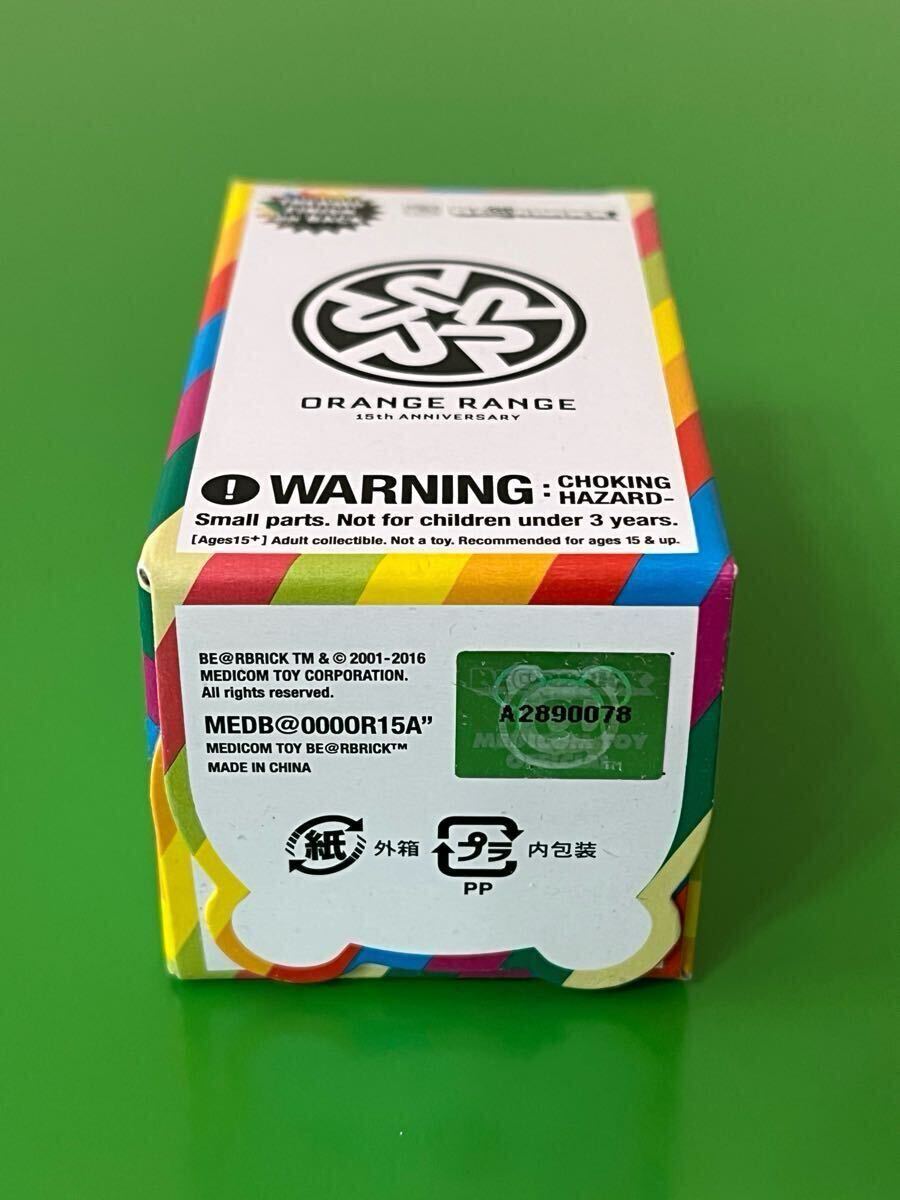 ORANGE RANGE
15th ANNIVERSARY
! WARNING : CHOKING
HAZARD-
Small parts. Not for children under 3 years.
[Ages15+] Adult collectible. Not a toy. Recommended for ages 15 & up.
BE@RBRICK TM & © 2001-2016
MEDICOM TOY CORPORATION.
All rights reserved.
MEDB@0000R15A”
MEDICOM TOY BE@RBRICK™
MADE IN CHINA
A2890078
MEDICOM TOY
紙 外箱 プラ 内包装
PP